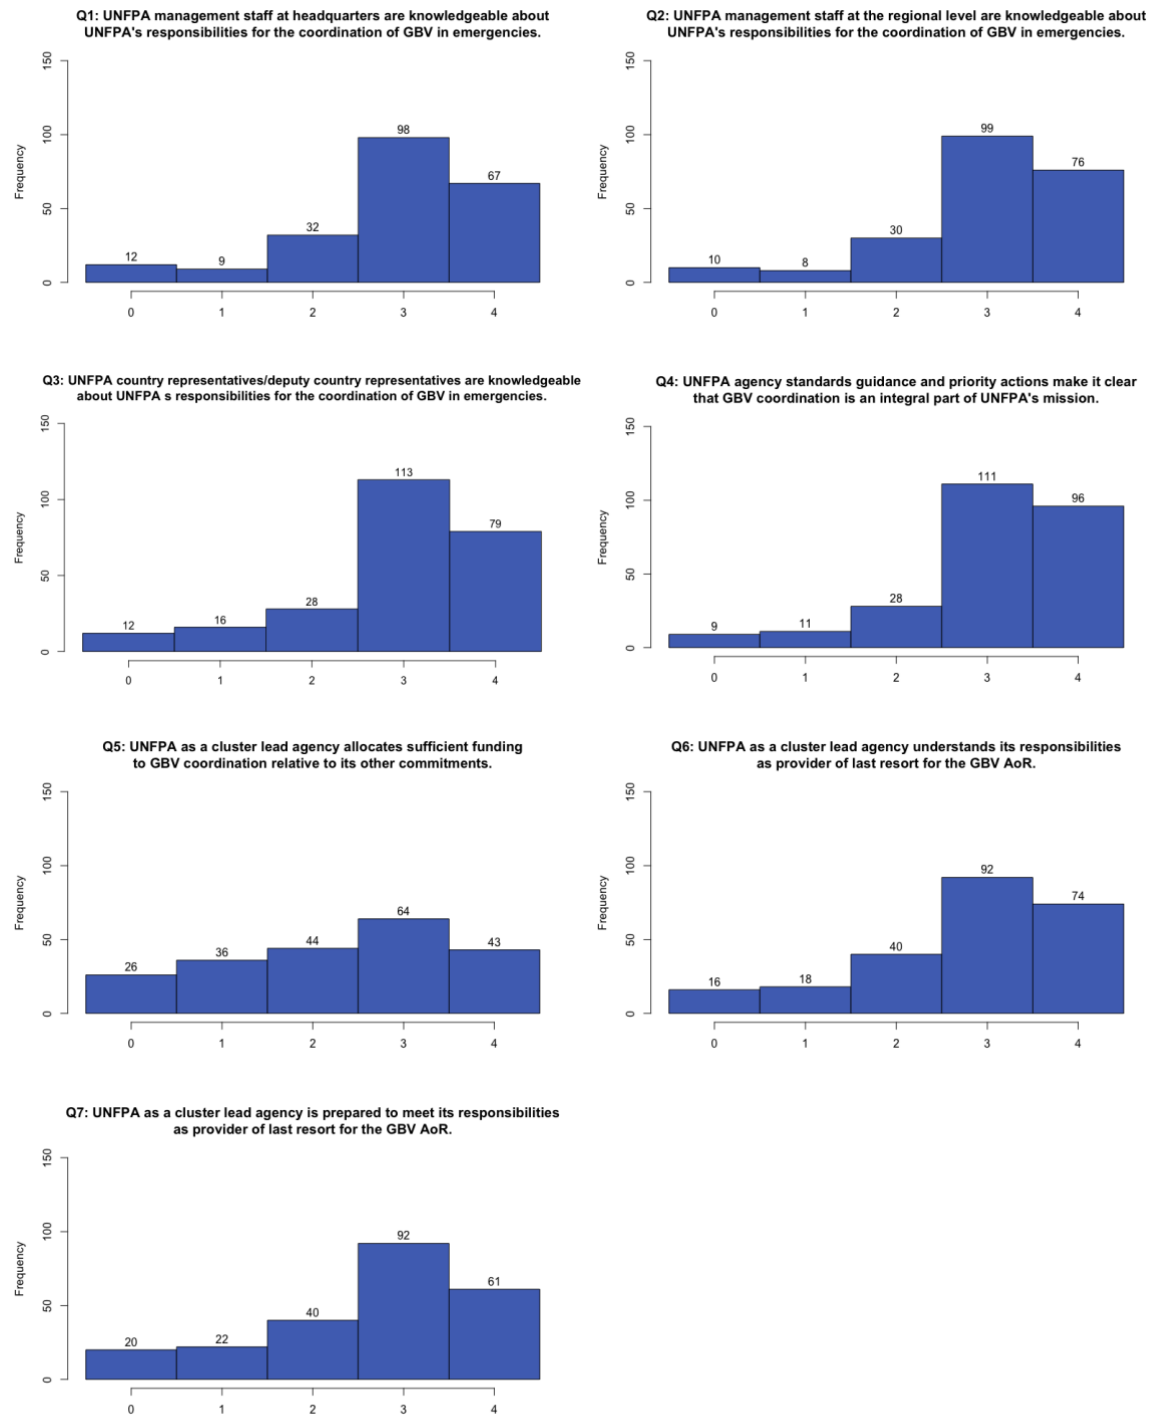 Q1: UNFPA management staff at headquarters are knowledgeable about
UNFPA's responsibilities for the coordination of GBV in emergencies.
Frequency
150
100
50
0
12
9
32
98
67
0 1 2 3 4
Q2: UNFPA management staff at the regional level are knowledgeable about
UNFPA's responsibilities for the coordination of GBV in emergencies.
Frequency
150
100
50
0
10
8
30
99
76
0 1 2 3 4
Q3: UNFPA country representatives/deputy country representatives are knowledgeable
about UNFPA s responsibilities for the coordination of GBV in emergencies.
Frequency
150
100
50
0
12
16
28
113
79
0 1 2 3 4
Q4: UNFPA agency standards guidance and priority actions make it clear
that GBV coordination is an integral part of UNFPA's mission.
Frequency
150
100
50
0
9
11
28
111
96
0 1 2 3 4
Q5: UNFPA as a cluster lead agency allocates sufficient funding
to GBV coordination relative to its other commitments.
Frequency
150
100
50
0
26
36
44
64
43
0 1 2 3 4
Q6: UNFPA as a cluster lead agency understands its responsibilities
as provider of last resort for the GBV AoR.
Frequency
150
100
50
0
16
18
40
92
74
0 1 2 3 4
Q7: UNFPA as a cluster lead agency is prepared to meet its responsibilities
as provider of last resort for the GBV AoR.
Frequency
150
100
50
0
20
22
40
92
61
0 1 2 3 4